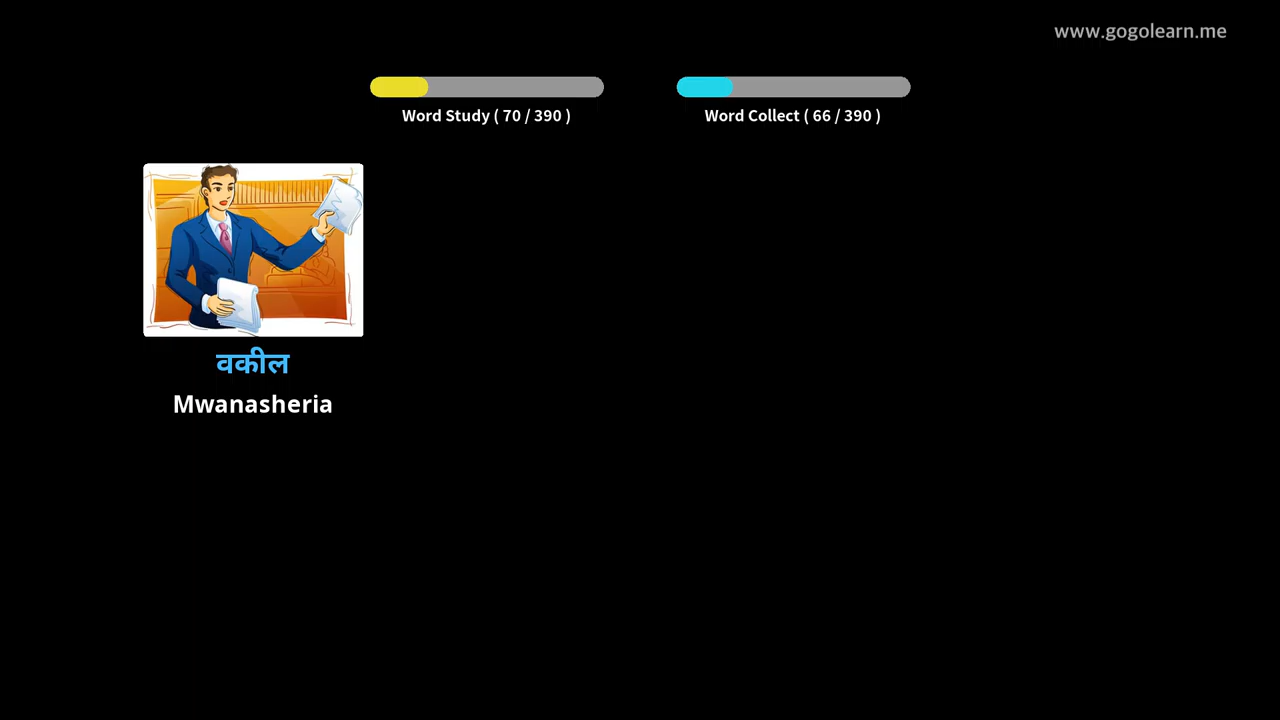 www.gogolearn.me
Word Study ( 70 / 390 )
Word Collect ( 66 / 390 )
वकील
Mwanasheria